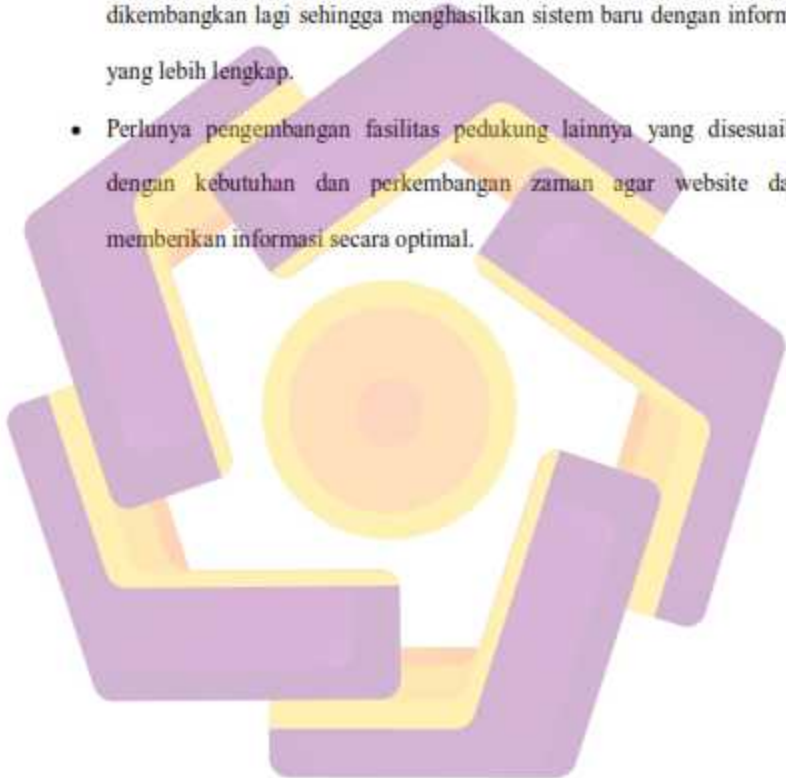 dikembangkan lagi sehingga menghasilkan sistem baru dengan inform
yang lebih lengkap.
• Perlunya pengembangan fasilitas pedukung lainnya yang disesuai
dengan kebutuhan dan perkembangan zaman agar website da
memberikan informasi secara optimal.